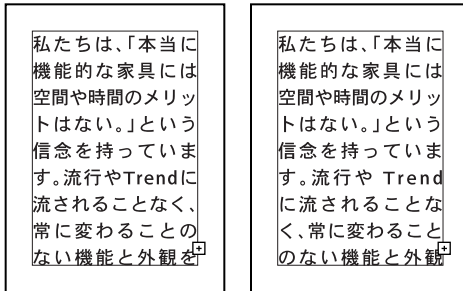 私たちは、「本当に
機能的な家具には
空間や時間のメリッ
トはない。」という
信念を持っていま
す。流行やTrendに
流されることなく、
常に変わることの
ない機能と外観を
私たちは、「本当に
機能的な家具には
空間や時間のメリッ
トはない。」という
信念を持っていま
す。流行や Trend
に流されることな
く、常に変わること
のない機能と外観